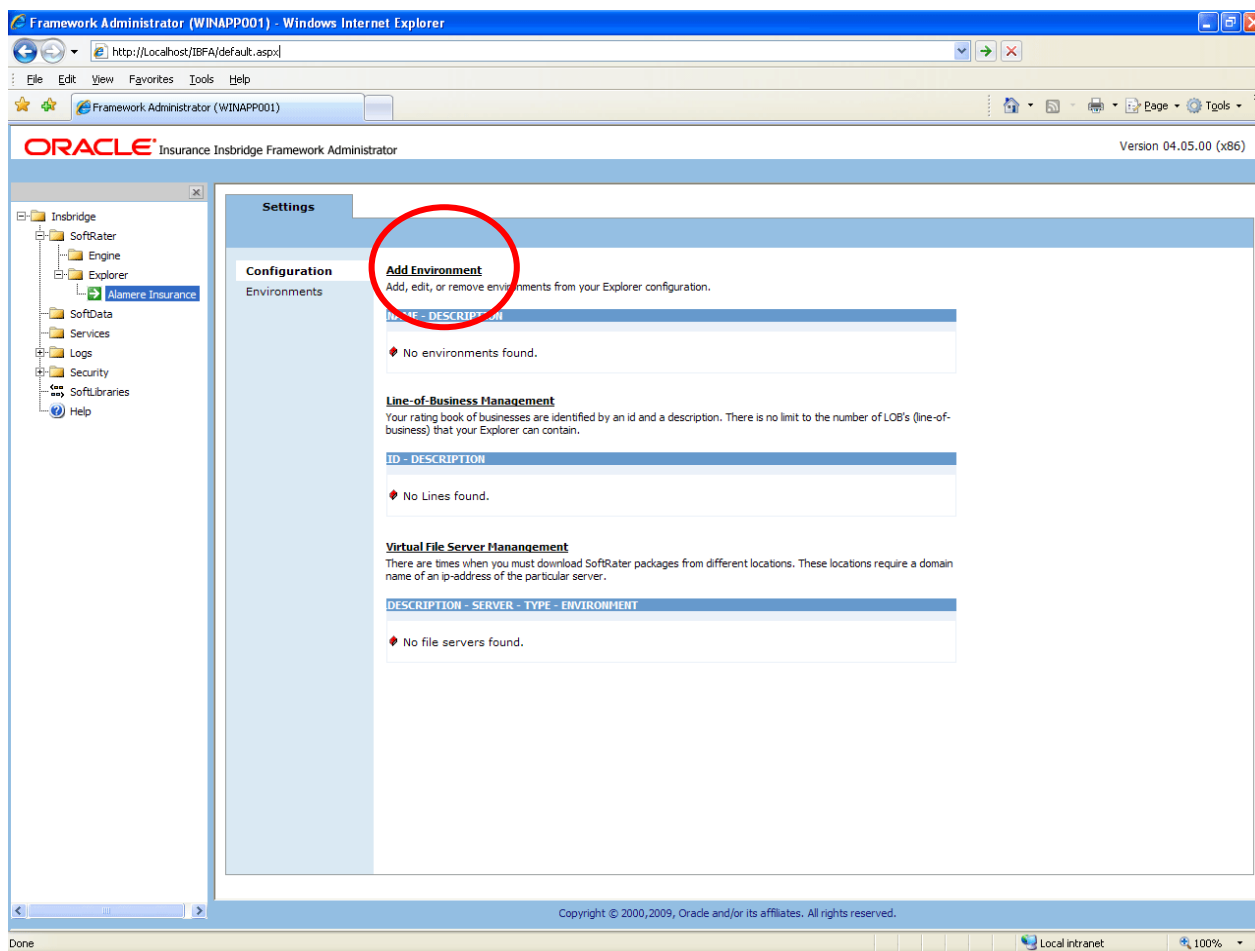 Framework Administrator (WINAPP001) - Windows Internet Explorer
http://Localhost/IBFA/default.aspx
File Edit View Favorites Tools Help
Framework Administrator (WINAPP001)
Page Tools
ORACLE Insurance Insbridge Framework Administrator
Version 04.05.00 (x86)
Insbridge
SoftRater
Engine
Explorer
Alamere Insurance
SoftData
Services
Logs
Security
SoftLibraries
Help
Settings
Configuration
Environments
Add Environment
Add, edit, or remove environments from your Explorer configuration.
NAME - DESCRIPTION
No environments found.
Line-of-Business Management
Your rating book of businesses are identified by an id and a description. There is no limit to the number of LOB's (line-of-
business) that your Explorer can contain.
ID - DESCRIPTION
No Lines found.
Virtual File Server Manangement
There are times when you must download SoftRater packages from different locations. These locations require a domain
name of an ip-address of the particular server.
DESCRIPTION - SERVER - TYPE - ENVIRONMENT
No file servers found.
Copyright © 2000,2009, Oracle and/or its affiliates. All rights reserved.
Done
Local intranet
100%